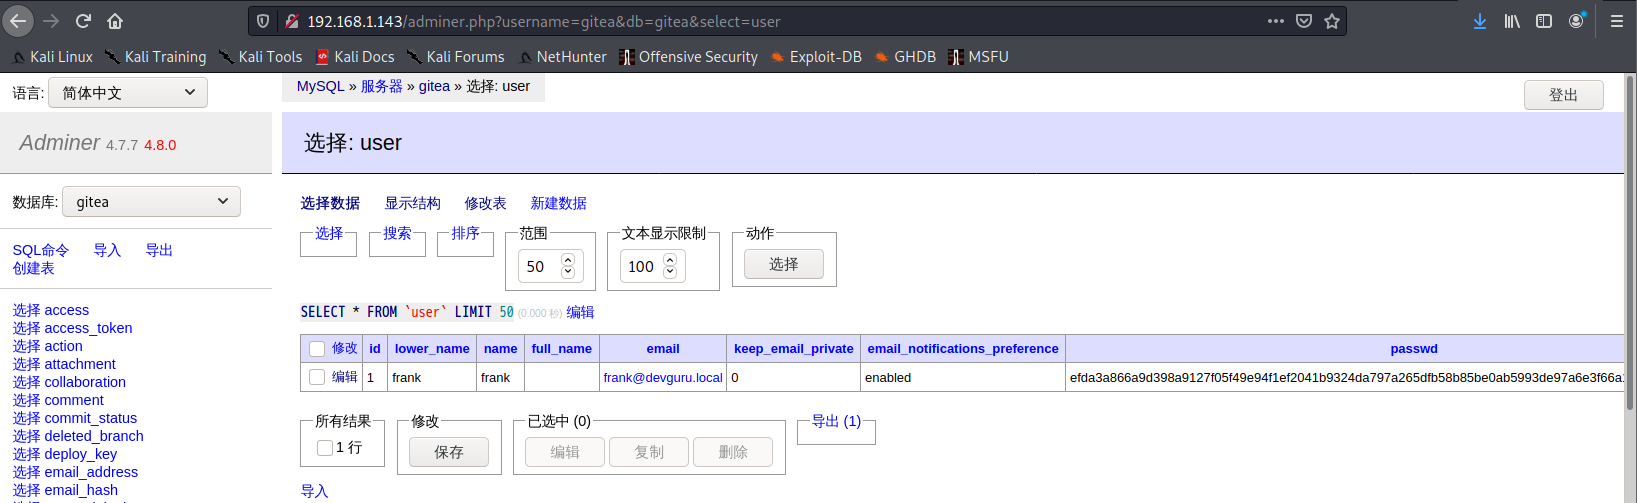 192.168.1.143/adminer.php?username=gitea&db=gitea&select=user
Kali Linux Kali Training Kali Tools Kali Docs Kali Forums NetHunter Offensive Security Exploit-DB GHDB MSFU
语言: 简体中文
MySQL » 服务器 » gitea » 选择: user
登出
Adminer 4.7.7 4.8.0
选择: user
数据库: gitea
选择数据 显示结构 修改表 新建数据
SQL命令 导入 导出
创建表
选择 搜索 排序 范围 文本显示限制 动作
50 100 选择
SELECT * FROM `user` LIMIT 50 (0.000 秒) 编辑
选择 access
选择 access_token
选择 action
选择 attachment
选择 collaboration
选择 comment
选择 commit_status
选择 deleted_branch
选择 deploy_key
选择 email_address
选择 email_hash
修改 id lower_name name full_name email keep_email_private email_notifications_preference passwd
编辑 1 frank frank frank@devguru.local 0 enabled efda3a866a9d398a9127f05f49e94f1ef2041b9324da797a265dfb58b85be0ab5993de97a6e3f66a
所有结果 修改 已选中 (0) 导出 (1)
1 行 保存 编辑 复制 删除
导入